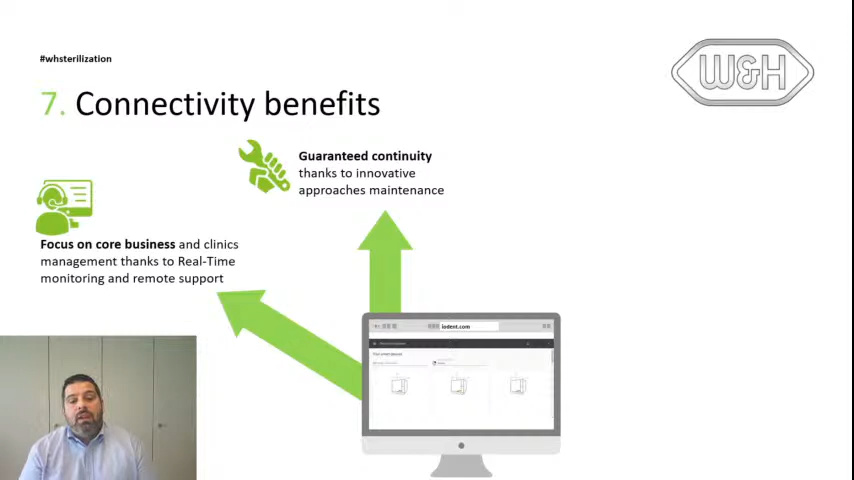 #whsterilization
W&H
7. Connectivity benefits
Guaranteed continuity
thanks to innovative
approaches maintenance
Focus on core business and clinics
management thanks to Real-Time
monitoring and remote support
iodent.com